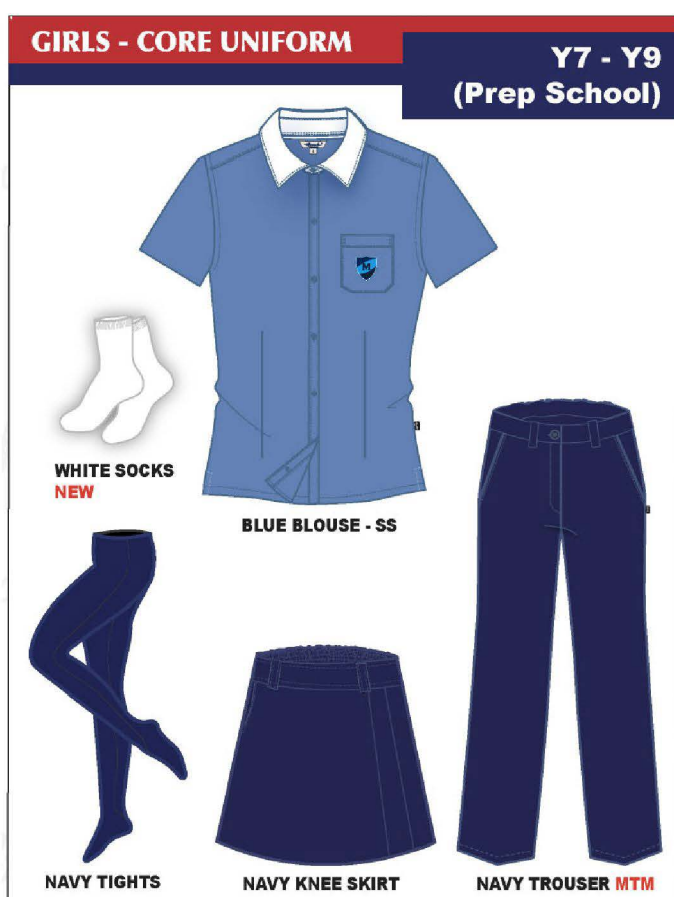 GIRLS - CORE UNIFORM
Y7 - Y9
(Prep School)
M
WHITE SOCKS
NEW
BLUE BLOUSE - SS
NAVY TIGHTS
NAVY KNEE SKIRT
NAVY TROUSER MTM